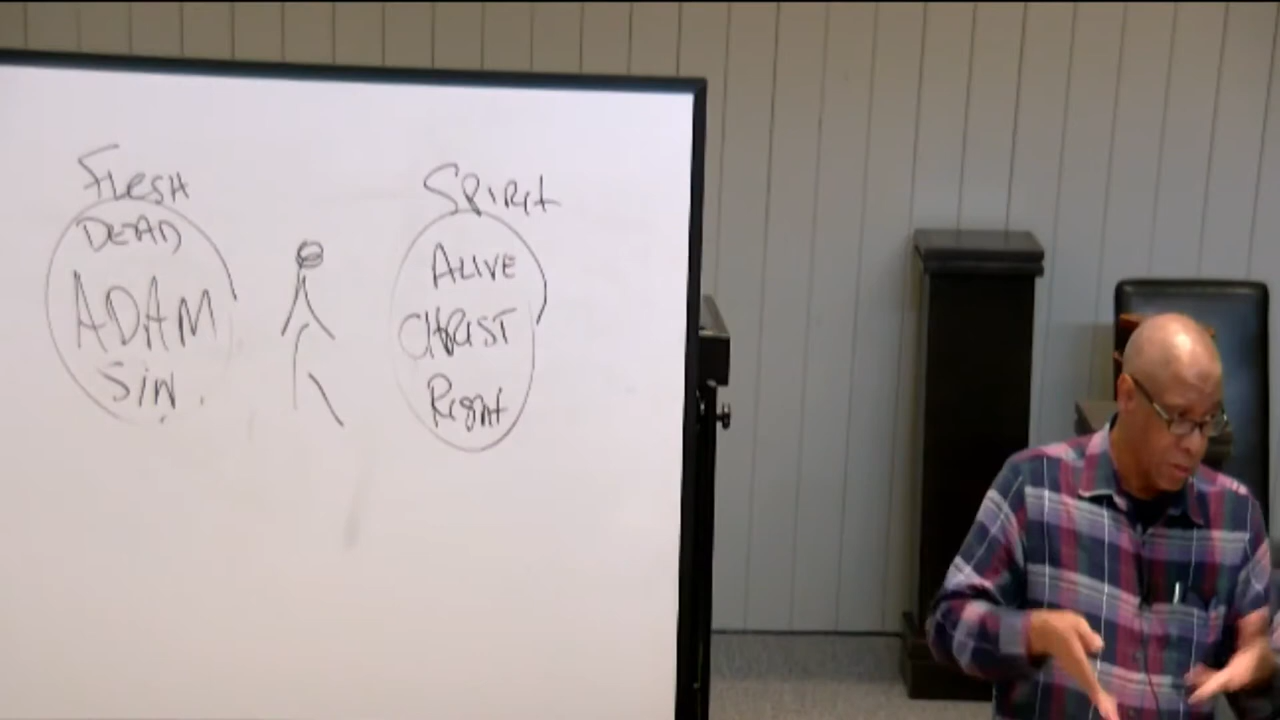 FLESH
DEAD
ADAM
SiN.
SPIRIt
ALIVE
CHRIST
RigHt